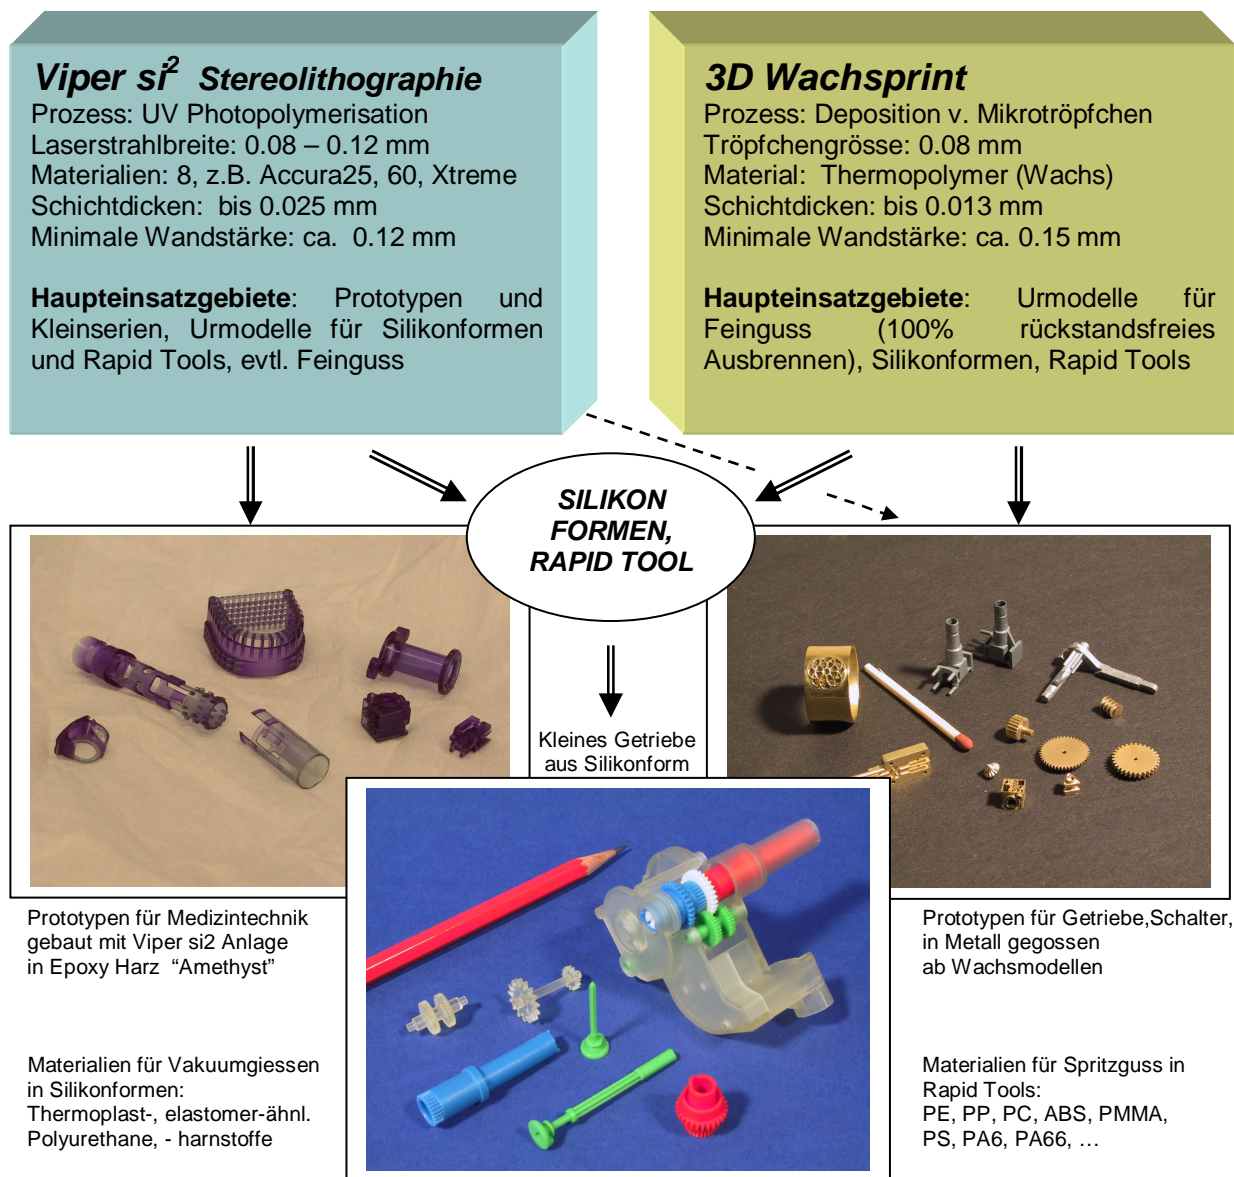 Viper si² Stereolithographie
Prozess: UV Photopolymerisation
Laserstrahlbreite: 0.08 – 0.12 mm
Materialien: 8, z.B. Accura25, 60, Xtreme
Schichtdicken: bis 0.025 mm
Minimale Wandstärke: ca. 0.12 mm
Haupteinsatzgebiete: Prototypen und
Kleinserien, Urmodelle für Silikonformen
und Rapid Tools, evtl. Feinguss
3D Wachsprint
Prozess: Deposition v. Mikrotröpfchen
Tröpfchengrösse: 0.08 mm
Material: Thermopolymer (Wachs)
Schichtdicken: bis 0.013 mm
Minimale Wandstärke: ca. 0.15 mm
Haupteinsatzgebiete: Urmodelle für
Feinguss (100% rückstandsfreies
Ausbrennen), Silikonformen, Rapid Tools
SILIKON
FORMEN,
RAPID TOOL
Kleines Getriebe
aus Silikonform
Prototypen für Medizintechnik
gebaut mit Viper si2 Anlage
in Epoxy Harz “Amethyst”
Prototypen für Getriebe,Schalter,
in Metall gegossen
ab Wachsmodellen
Materialien für Vakuumgiessen
in Silikonformen:
Thermoplast-, elastomer-ähnl.
Polyurethane, - harnstoffe
Materialien für Spritzguss in
Rapid Tools:
PE, PP, PC, ABS, PMMA,
PS, PA6, PA66, …